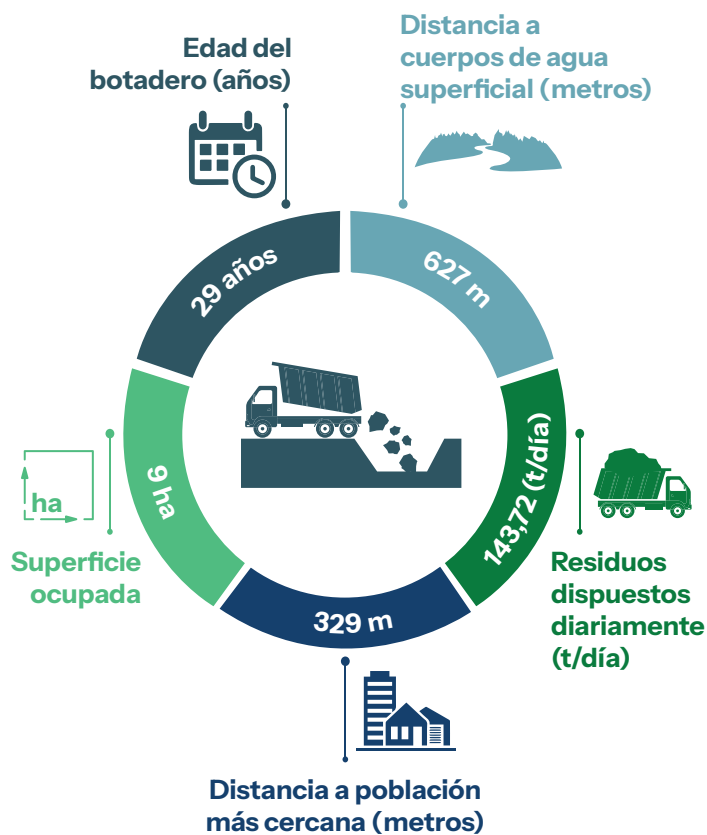 Edad del
botadero (años)
Distancia a
cuerpos de agua
superficial (metros)
29 años
627 m
9 ha
143,72 (t/día)
329 m
ha
Superficie
ocupada
Residuos
dispuestos
diariamente
(t/día)
Distancia a población
más cercana (metros)